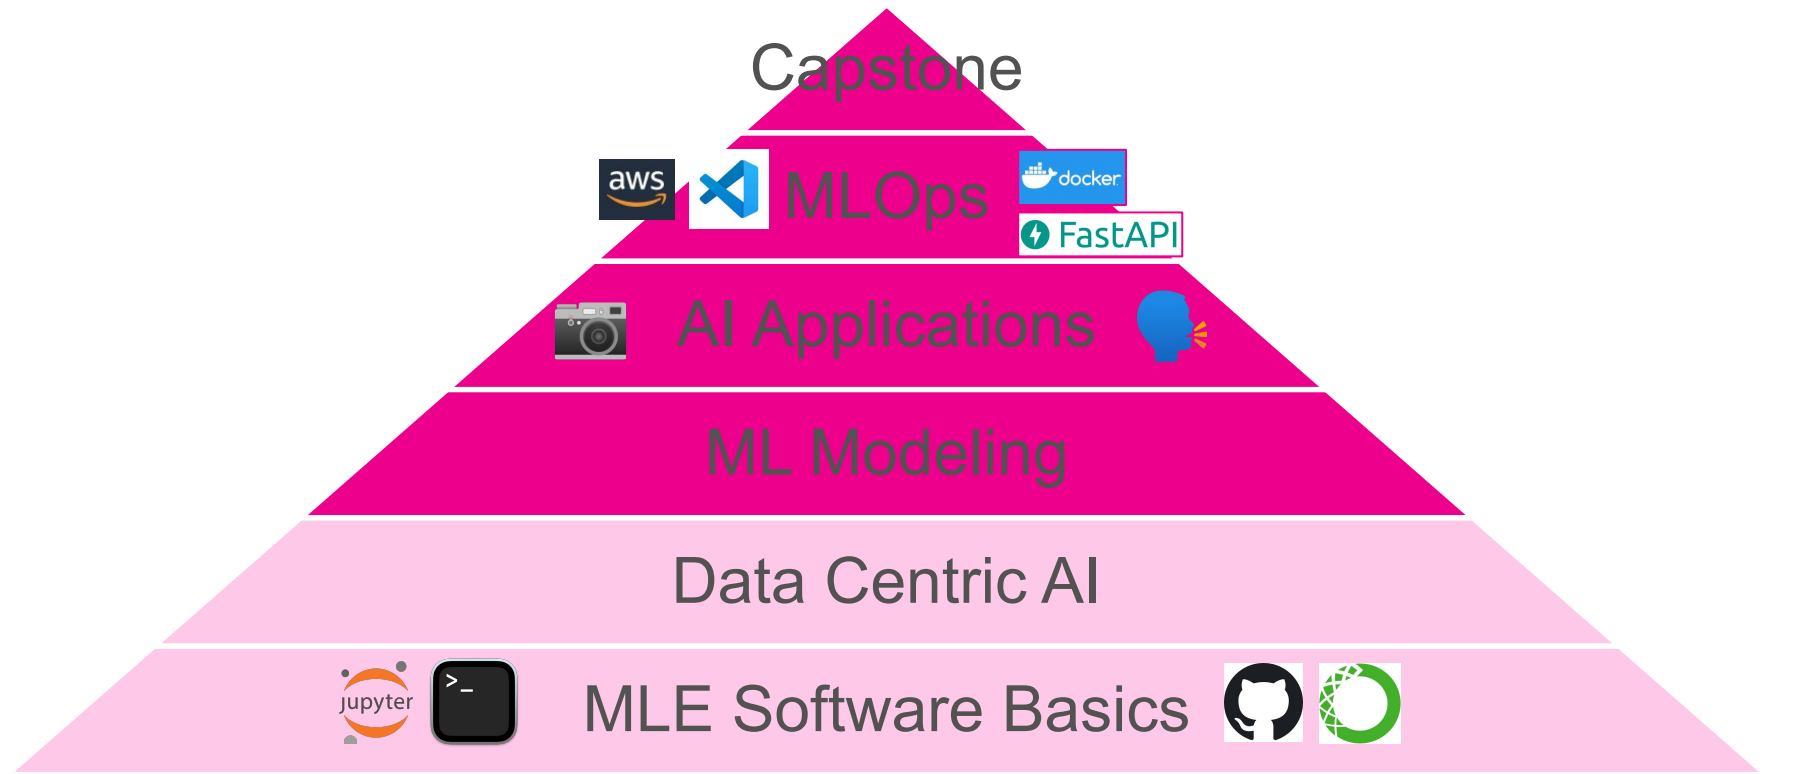 Capstone
aws
MLOps
docker
FastAPI
AI Applications
ML Modeling
Data Centric AI
jupyter
>_
MLE Software Basics